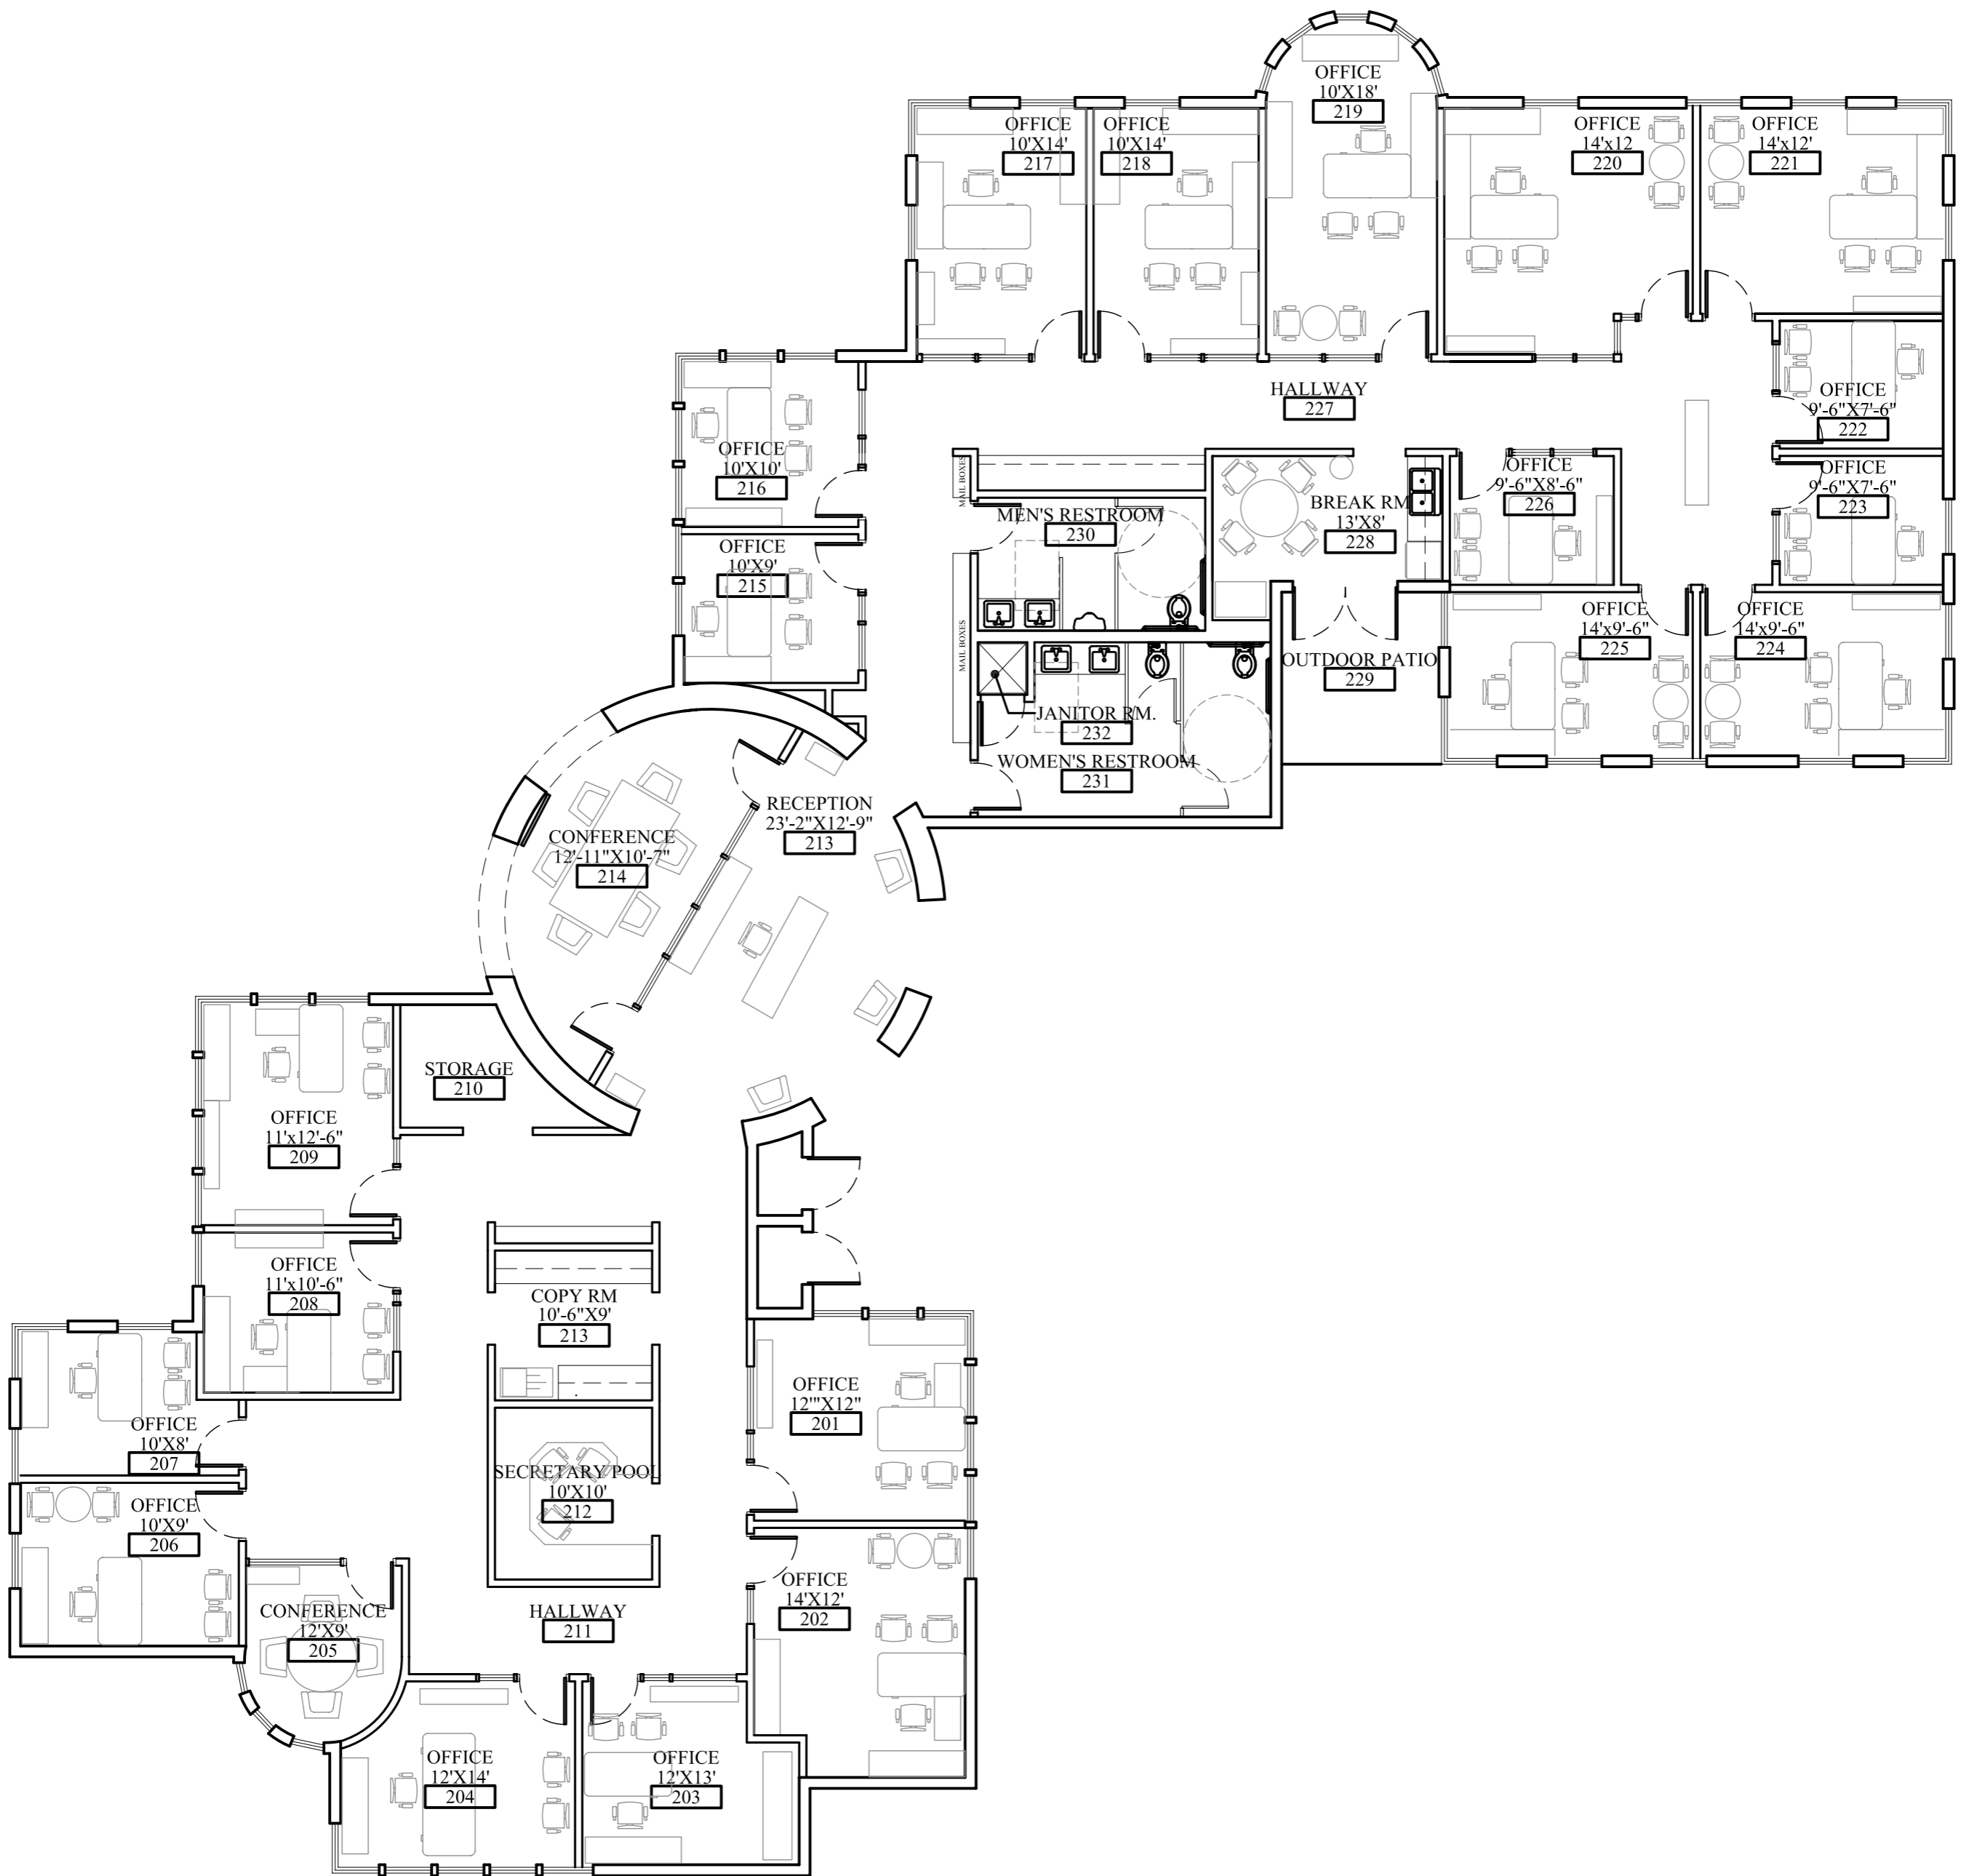 OFFICE
10'X18'
219
OFFICE
10'X14'
217
OFFICE
10'X14'
218
OFFICE
14'x12
220
OFFICE
14'x12'
221
HALLWAY
227
OFFICE
9'-6"X7'-6"
222
OFFICE
10'X10'
216
MAIL BOXES
MEN'S RESTROOM
230
BREAK RM
13'X8'
228
OFFICE
9'-6"X8'-6"
226
OFFICE
9'-6"X7'-6"
223
OFFICE
10'X9'
215
MAIL BOXES
OUTDOOR PATIO
229
OFFICE
14'x9'-6"
225
OFFICE
14'x9'-6"
224
JANITOR RM.
232
WOMEN'S RESTROOM
231
RECEPTION
23'-2"X12'-9"
213
CONFERENCE
12'-11"X10'-7"
214
STORAGE
210
OFFICE
11'x12'-6"
209
OFFICE
11'x10'-6"
208
COPY RM
10'-6"X9'
213
OFFICE
12'"X12"
201
OFFICE
10'X8'
207
SECRETARY POOL
10'X10'
212
OFFICE
10'X9'
206
OFFICE
14'X12'
202
CONFERENCE
12'X9'
205
HALLWAY
211
OFFICE
12'X14'
204
OFFICE
12'X13'
203